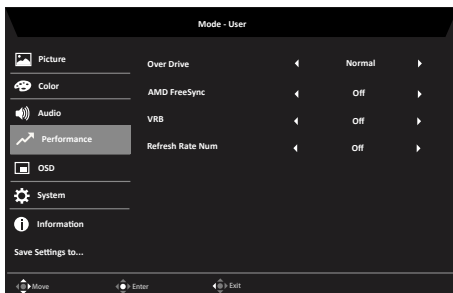 Mode - User
Picture
Color
Audio
Performance
OSD
System
Information
Save Settings to...
Over Drive Normal
AMD FreeSync Off
VRB Off
Refresh Rate Num Off
Move Enter Exit